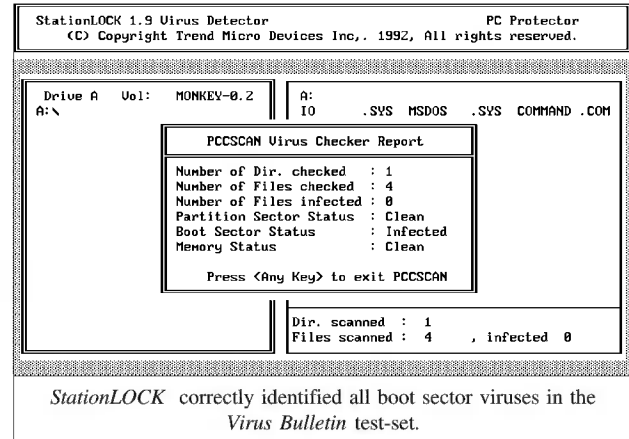 StationLOCK 1.9 Virus Detector PC Protector
(C) Copyright Trend Micro Devices Inc,. 1992, All rights reserved.
Drive A Vol: MONKEY-0.2
A:\
A:
IO .SYS MSDOS .SYS COMMAND .COM
PCCSCAN Virus Checker Report
Number of Dir. checked : 1
Number of Files checked : 4
Number of Files infected : 0
Partition Sector Status : Clean
Boot Sector Status : Infected
Memory Status : Clean
Press <Any Key> to exit PCCSCAN
Dir. scanned : 1
Files scanned : 4 , infected 0
StationLOCK correctly identified all boot sector viruses in the
Virus Bulletin test-set.